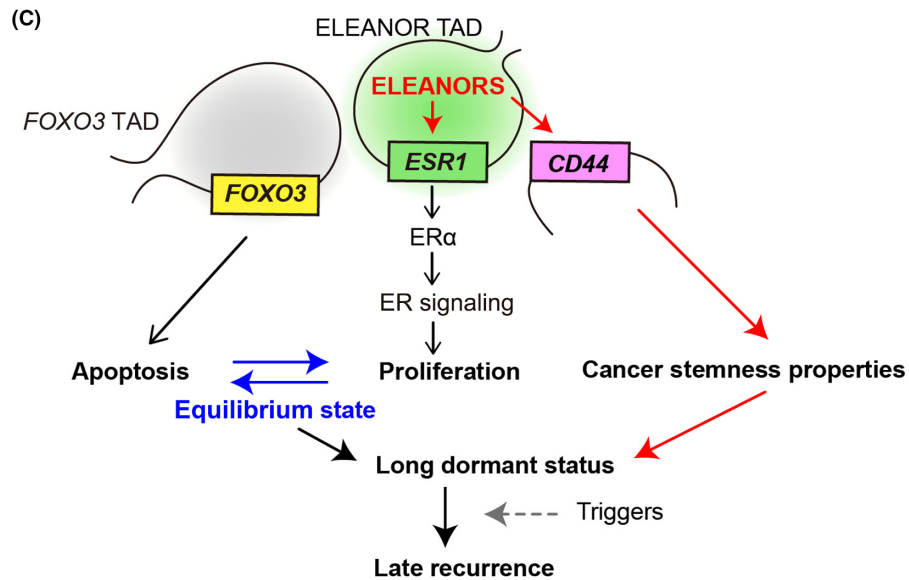 (C)
ELEANOR TAD
ELEANORS
FOXO3 TAD
ESR1
CD44
FOXO3
ERα
ER signaling
Apoptosis
Proliferation
Cancer stemness properties
Equilibrium state
Long dormant status
Triggers
Late recurrence